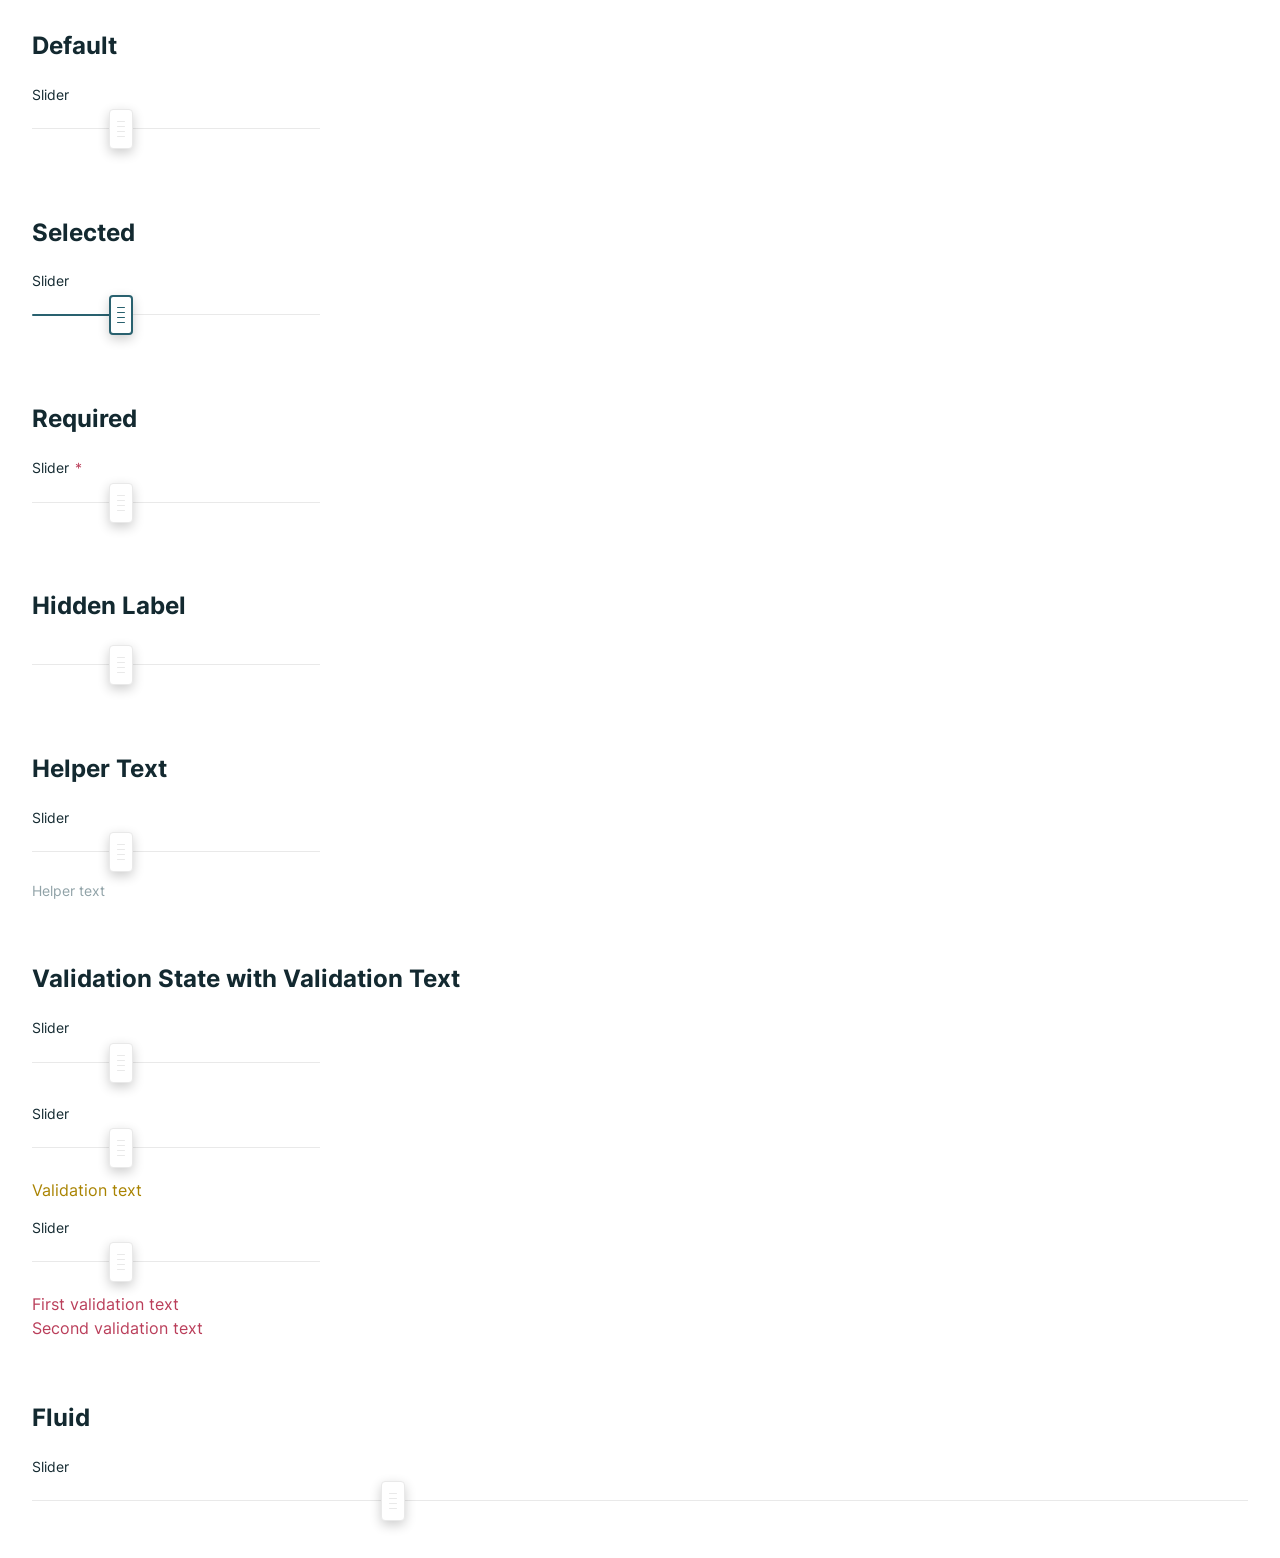 Default
Slider
Selected
Slider
Required
Slider *
Hidden Label
Helper Text
Slider
Helper text
Validation State with Validation Text
Slider
Slider
Validation text
Slider
First validation text
Second validation text
Fluid
Slider